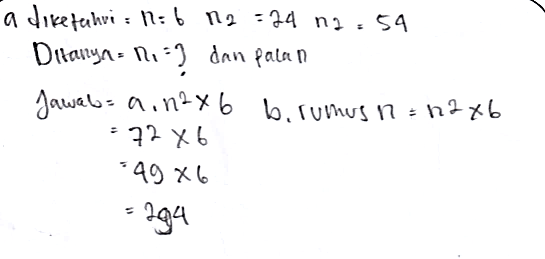 a diketahui : n = 6 n2 = 24 n2 = 54
Ditanya = n1 = ? dan
Jawab = a. n² × 6 b. rumus n = n2 × 6
= 72 × 6
= 49 × 6
= 294